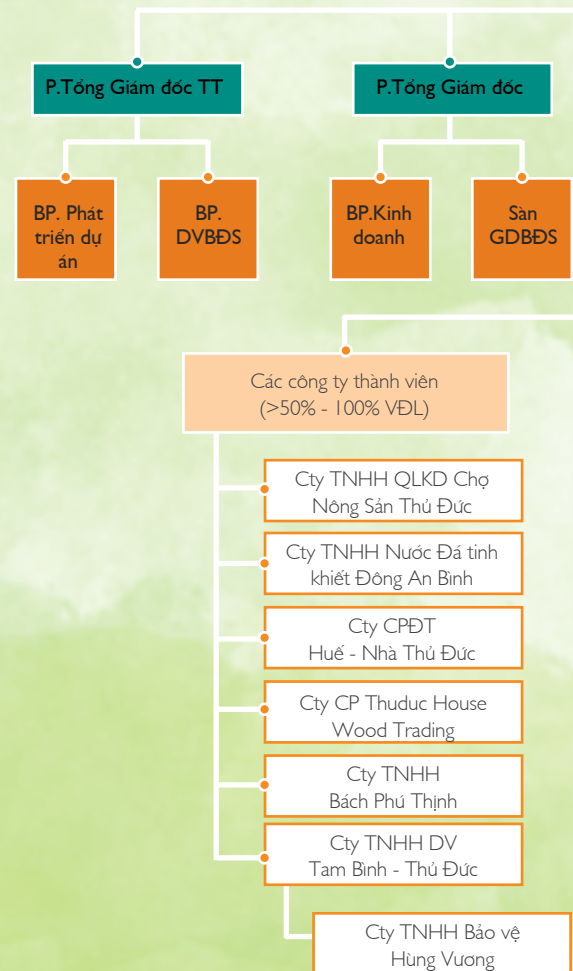 P.Tổng Giám đốc TT
P.Tổng Giám đốc
BP. Phát
triển dự
án
BP.
DVBĐS
BP.Kinh
doanh
Sàn
GDBĐS
Các công ty thành viên
(>50% - 100% VĐL)
Cty TNHH QLKD Chợ
Nông Sản Thủ Đức
Cty TNHH Nước Đá tinh
khiết Đông An Bình
Cty CPĐT
Huế - Nhà Thủ Đức
Cty CP Thuduc House
Wood Trading
Cty TNHH
Bách Phú Thịnh
Cty TNHH DV
Tam Bình - Thủ Đức
Cty TNHH Bảo vệ
Hùng Vương